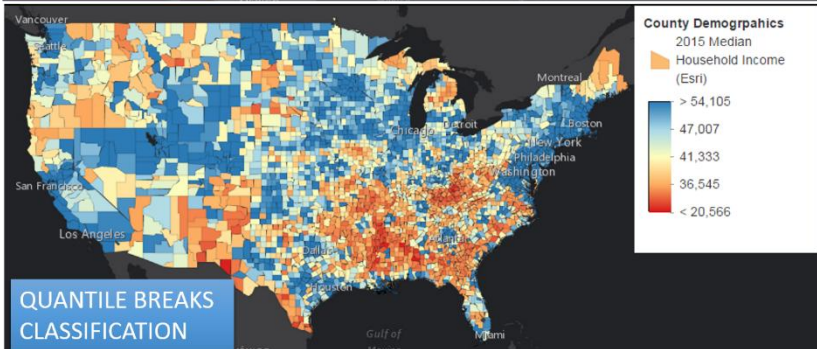 Vancouver
Seattle
Montreal
Chicago
Detroit
Boston
New York
Philadelphia
Washington
San Francisco
Los Angeles
Dallas
Atlanta
Houston
Miami
Gulf of
QUANTILE BREAKS
CLASSIFICATION
County Demogrpahics
2015 Median
Household Income
(Esri)
> 54,105
47,007
41,333
36,545
< 20,566